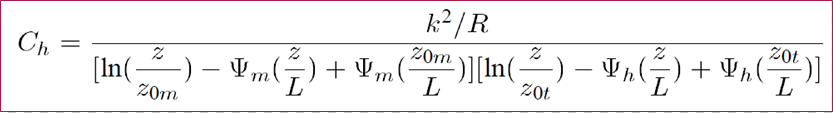 C_h = \frac{k^2/R}{[\ln(\frac{z}{z_{0m}}) - \Psi_m(\frac{z}{L}) + \Psi_m(\frac{z_{0m}}{L})][\ln(\frac{z}{z_{0t}}) - \Psi_h(\frac{z}{L}) + \Psi_h(\frac{z_{0t}}{L})]}